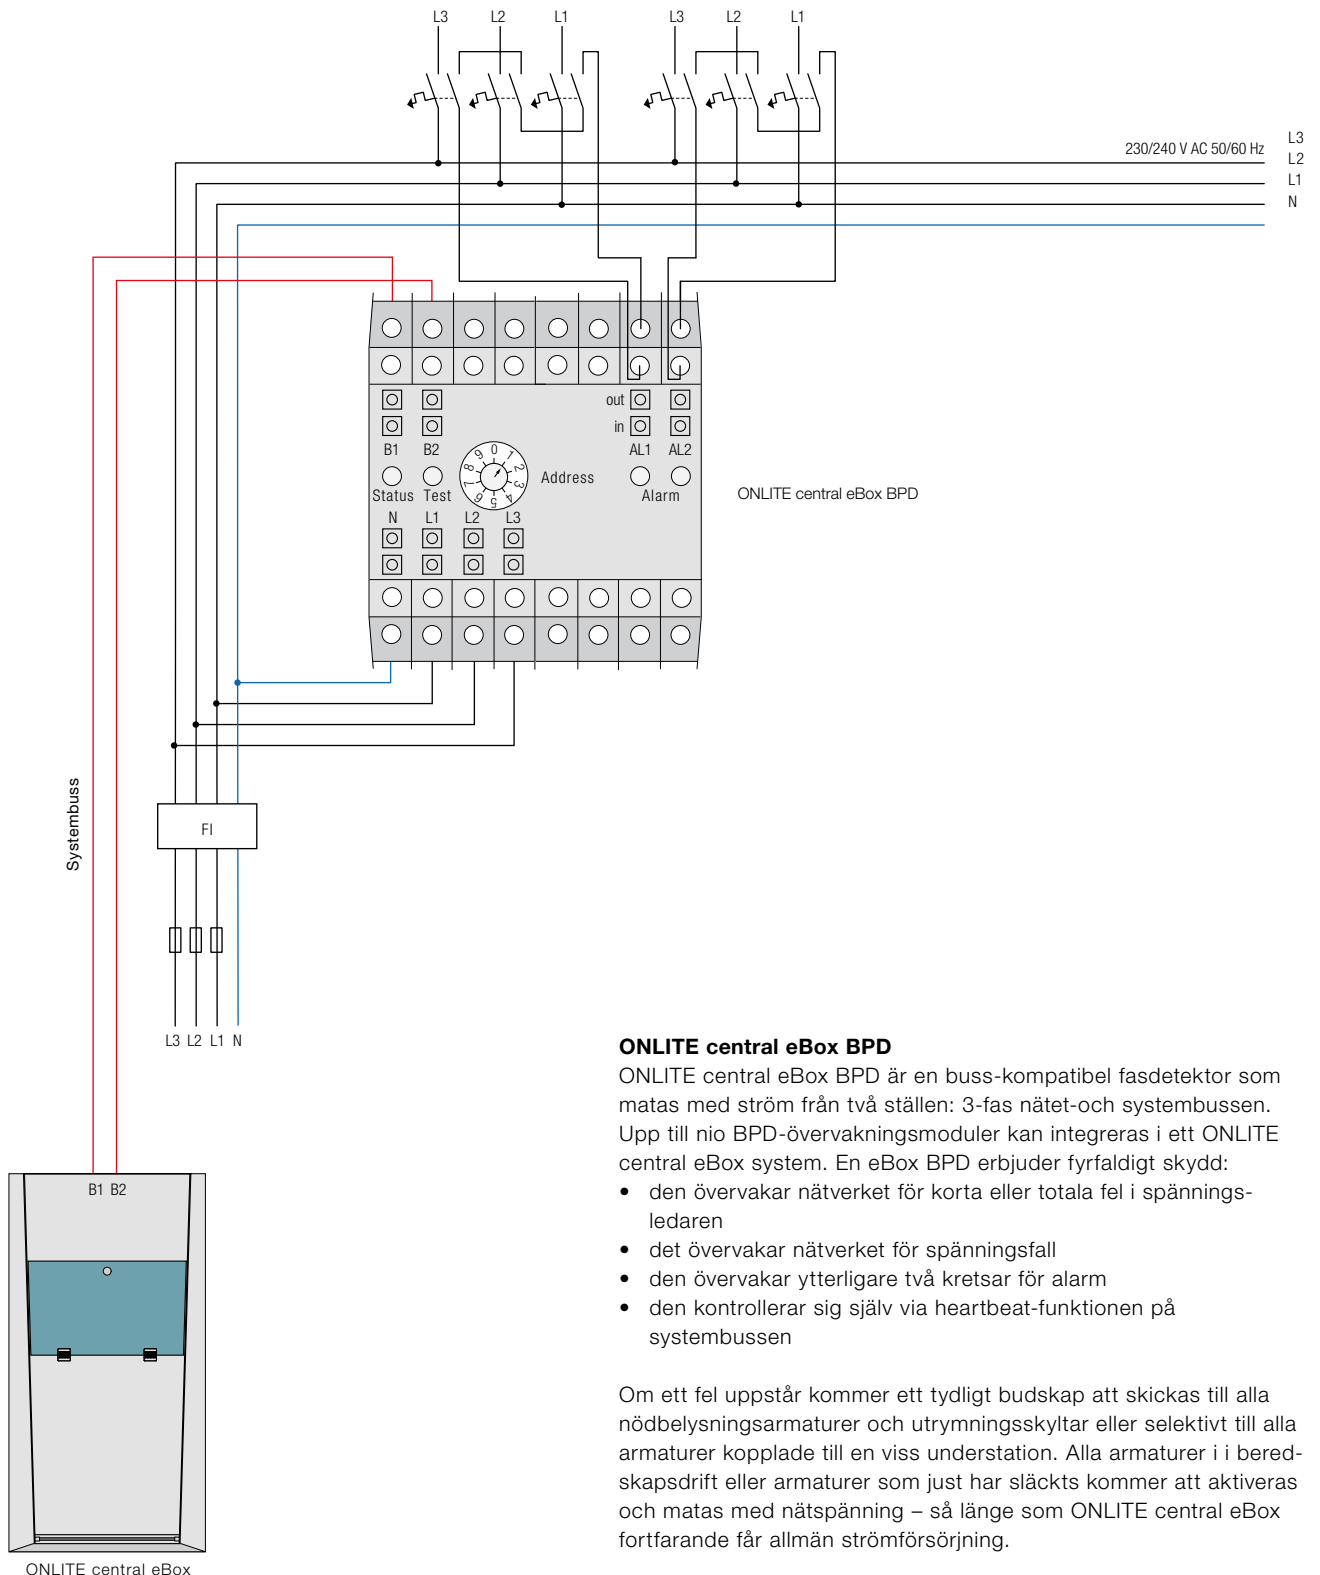 L3 L2 L1 L3 L2 L1
230/240 V AC 50/60 Hz
L3
L2
L1
N
out
in
B1 B2 AL1 AL2
0 1 2 3 4 5 6 7 8 9
Address
Status Test Alarm
ONLITE central eBox BPD
N L1 L2 L3
Systembuss
FI
L3 L2 L1 N
B1 B2
ONLITE central eBox
ONLITE central eBox BPD
ONLITE central eBox BPD är en buss-kompatibel fasdetektor som
matas med ström från två ställen: 3-fas nätet-och systembussen.
Upp till nio BPD-övervakningsmoduler kan integreras i ett ONLITE
central eBox system. En eBox BPD erbjuder fyrfaldigt skydd:
• den övervakar nätverket för korta eller totala fel i spännings-
ledaren
• det övervakar nätverket för spänningsfall
• den övervakar ytterligare två kretsar för alarm
• den kontrollerar sig själv via heartbeat-funktionen på
systembussen
Om ett fel uppstår kommer ett tydligt budskap att skickas till alla
nödbelysningsarmaturer och utrymningsskyltar eller selektivt till alla
armaturer kopplade till en viss understation. Alla armaturer i i bered-
skapsdrift eller armaturer som just har släckts kommer att aktiveras
och matas med nätspänning – så länge som ONLITE central eBox
fortfarande får allmän strömförsörjning.